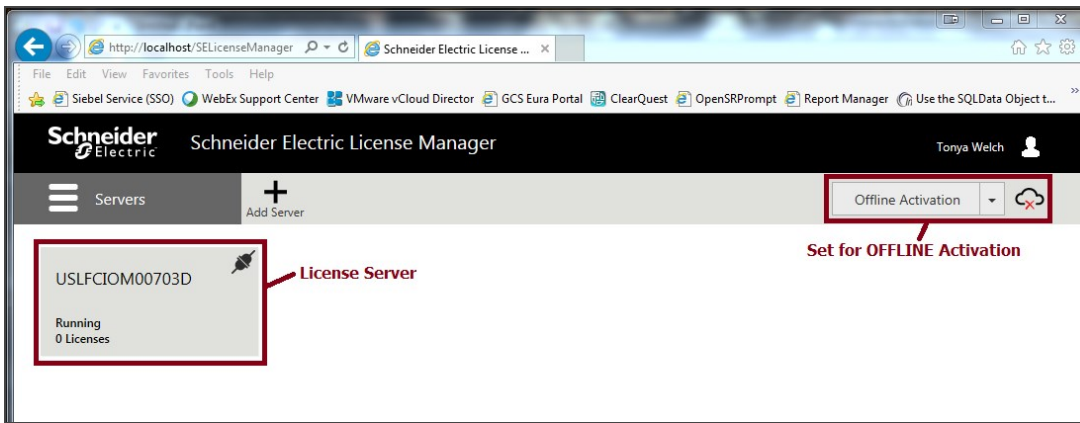 http://localhost/SELicenseManager
Schneider Electric License ...
File Edit View Favorites Tools Help
Siebel Service (SSO) WebEx Support Center VMware vCloud Director GCS Eura Portal ClearQuest OpenSRPrompt Report Manager Use the SQLData Object t... »
Schneider Electric
Schneider Electric License Manager
Tonya Welch
Servers
Add Server
Offline Activation
Set for OFFLINE Activation
USLFCIOM00703D
License Server
Running
0 Licenses